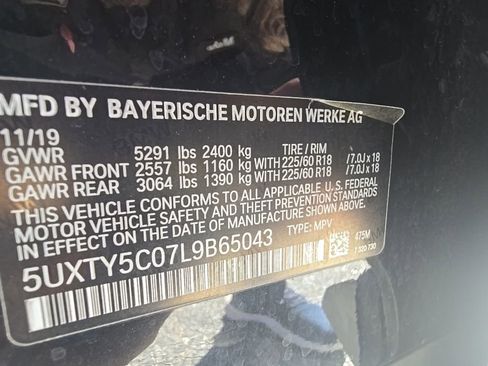 MFD BY BAYERISCHE MOTOREN WERKE AG
11/19
GVWR 5291 lbs 2400 kg TIRE / RIM
GAWR FRONT 2557 lbs 1160 kg WITH 225/60 R18 /7.0J x 18
GAWR REAR 3064 lbs 1390 kg WITH 225/60 R18 /7.0J x 18
THIS VEHICLE CONFORMS TO ALL APPLICABLE U.S. FEDERAL
MOTOR VEHICLE SAFETY AND THEFT PREVENTION STANDARDS
IN EFFECT ON THE DATE OF MANUFACTURE SHOWN ABOVE.
5UXTY5C07L9B65043 TYPE: MPV 475M
7 320 730